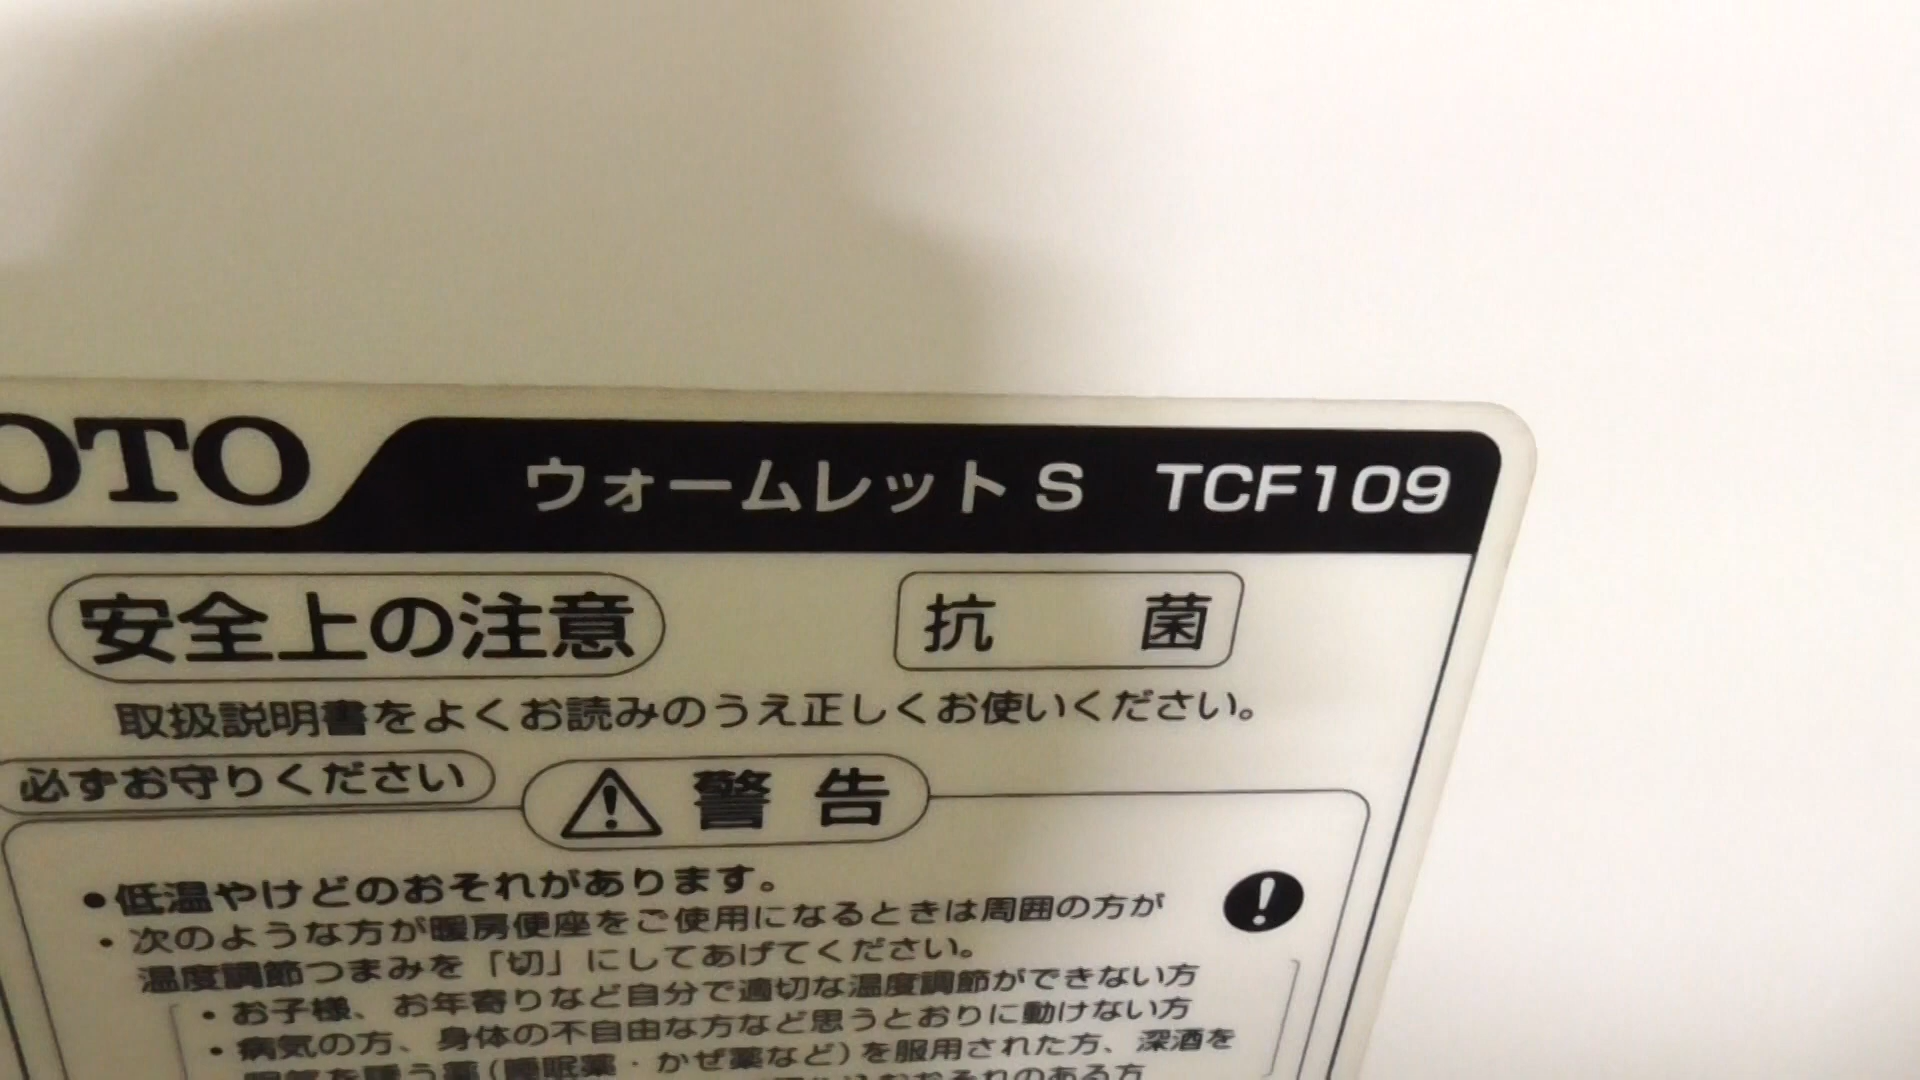 OTO ウォームレット S TCF109
安全上の注意 抗菌
取扱説明書をよくお読みのうえ正しくお使いください。
必ずお守りください 警告
•低温やけどのおそれがあります。
・次のような方が暖房便座をご使用になるときは周囲の方が
温度調節つまみを「切」にしてあげてください。
・お子様、お年寄りなど自分で適切な温度調節ができない方
・病気の方、身体の不自由な方など思うとおりに動けない方
眠気を誘う薬(睡眠薬・かぜ薬など)を服用された方、深酒を
おそれのある方